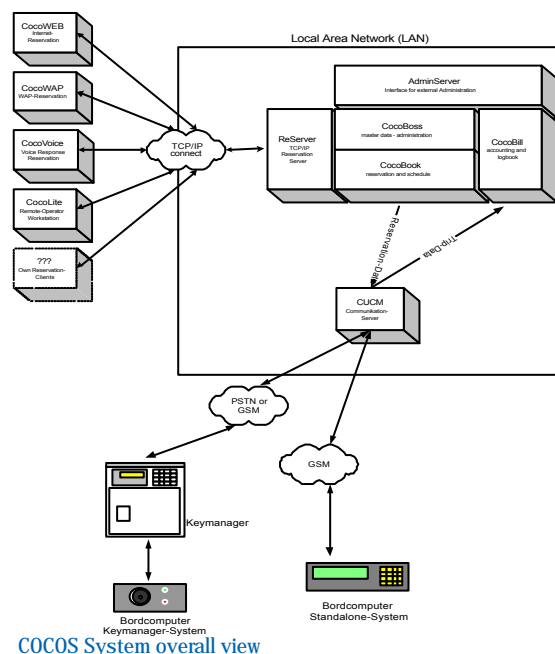 CocoWEB
Internet-
Reservation
CocoWAP
WAP-Reservation
CocoVoice
Voice Response
Reservation
CocoLite
Remote-Operator
Workstation
???
Own Reservation-
Clients
TCP/IP
connect
Local Area Network (LAN)
AdminServer
Interface for external Administration
ReServer
TCP/IP
Reservation
Server
CocoBoss
master data - administration
CocoBook
reservation and schedule
CocoBill
accounting and
logbook
Reservation-Data
Trip-Data
CUCM
Communikation-
Server
PSTN or
GSM
GSM
Keymanager
Bordcomputer
Keymanager-System
Bordcomputer
Standalone-System
COCOS System overall view